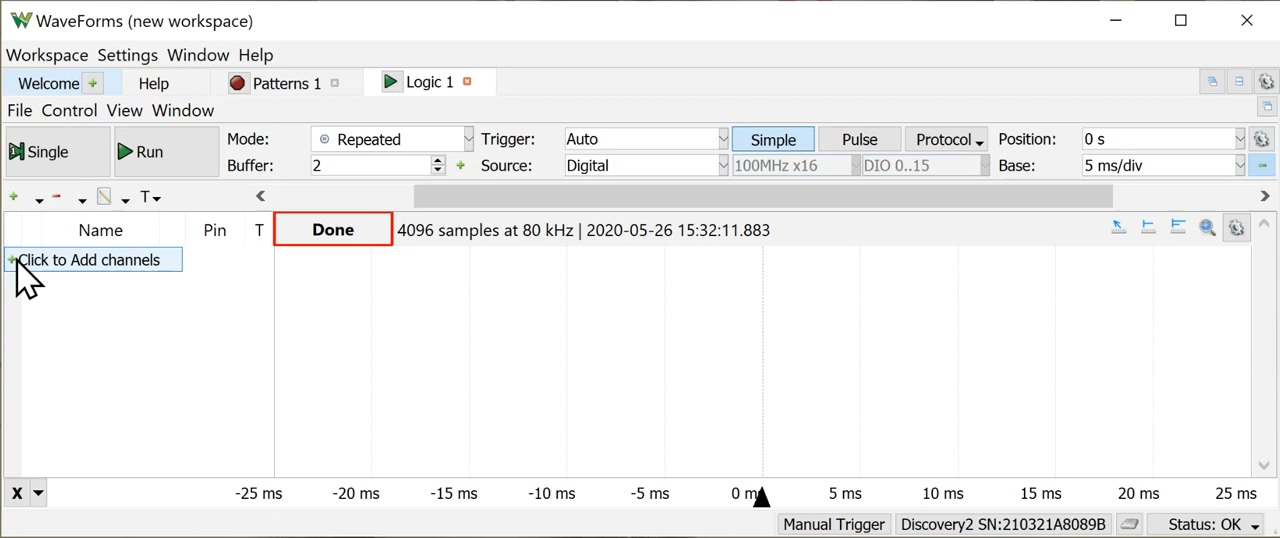 WaveForms (new workspace)
Workspace Settings Window Help
Welcome Help Patterns 1 Logic 1
File Control View Window
Single Run Mode: Repeated Trigger: Auto Simple Pulse Protocol Position: 0 s
Buffer: 2 Source: Digital 100MHz x16 DIO 0..15 Base: 5 ms/div
T
Name Pin T Done 4096 samples at 80 kHz | 2020-05-26 15:32:11.883
Click to Add channels
X -25 ms -20 ms -15 ms -10 ms -5 ms 0 ms 5 ms 10 ms 15 ms 20 ms 25 ms
Manual Trigger Discovery2 SN:210321A8089B Status: OK